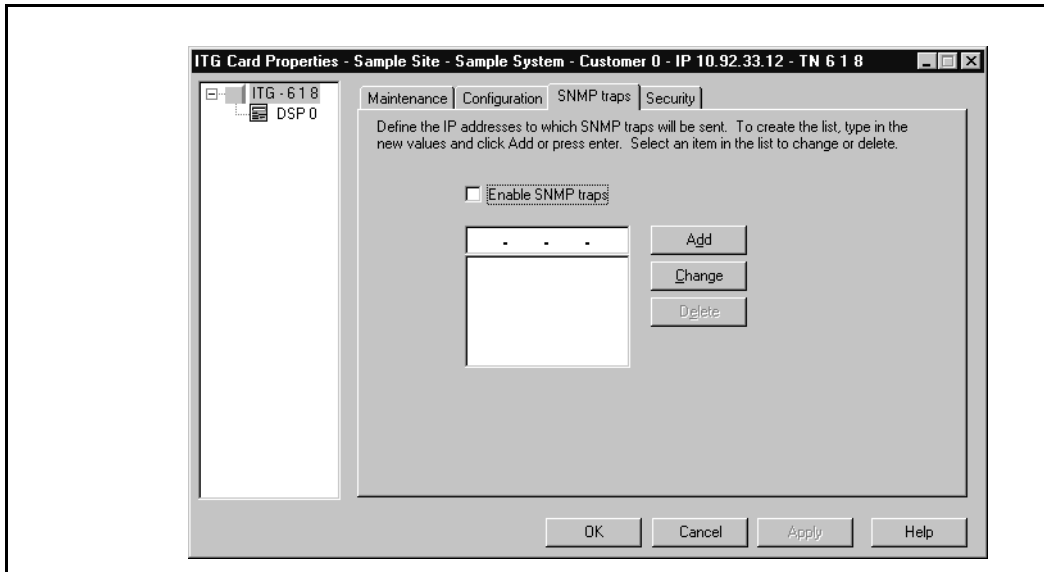 ITG Card Properties - Sample Site - Sample System - Customer 0 - IP 10.92.33.12 - TN 6 1 8
ITG - 6 1 8
DSP 0
Maintenance
Configuration
SNMP traps
Security
Define the IP addresses to which SNMP traps will be sent. To create the list, type in the
new values and click Add or press enter. Select an item in the list to change or delete.
Enable SNMP traps
. . .
Add
Change
Delete
OK
Cancel
Apply
Help